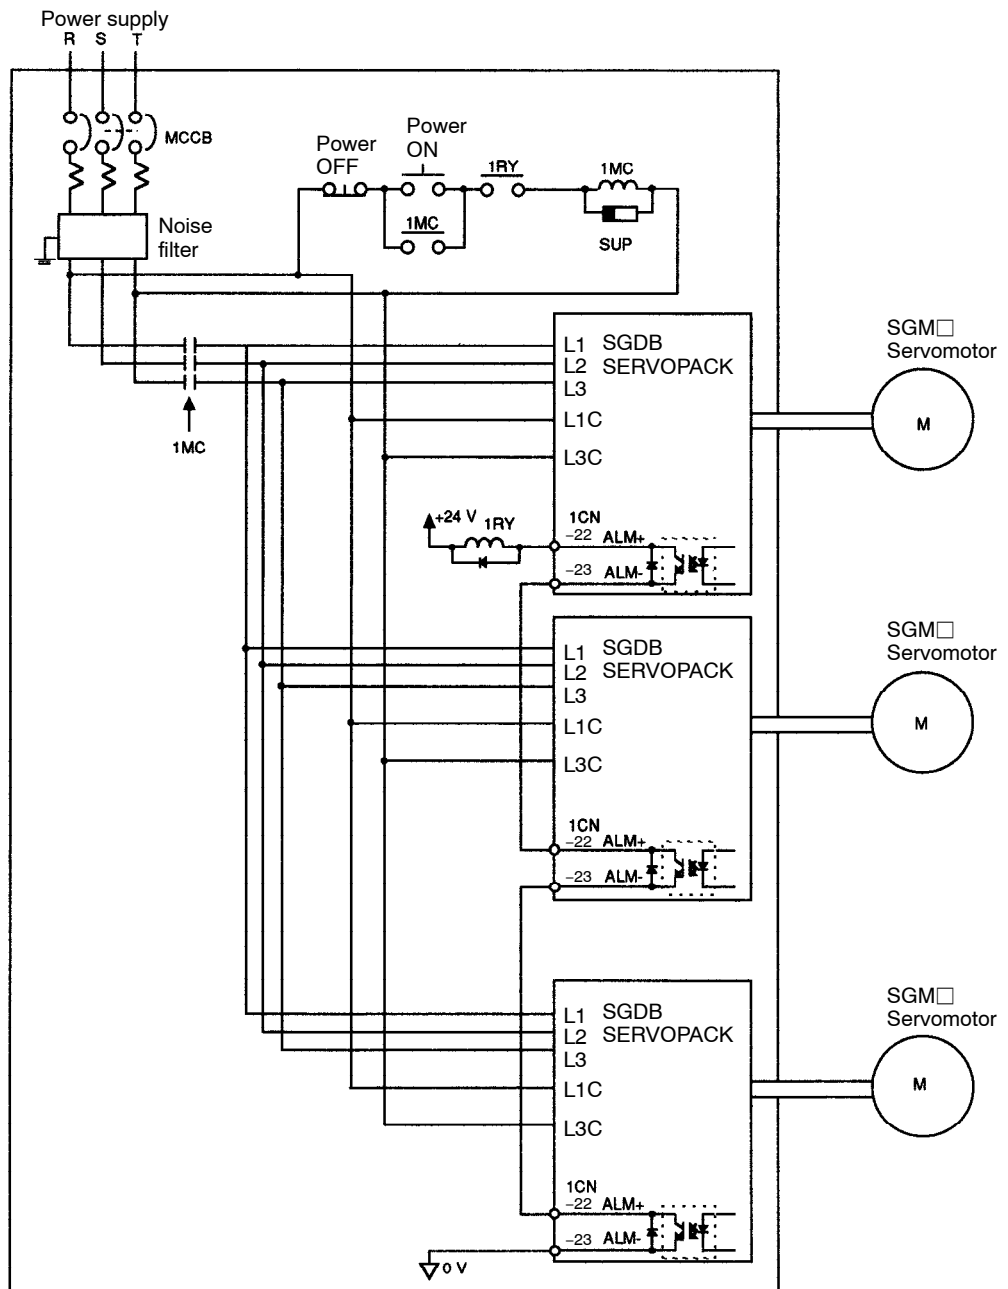 Power supply
R S T
MCCB
Power
OFF
Power
ON
1RY
1MC
1MC
SUP
Noise
filter
1MC
L1 SGDB
L2 SERVOPACK
L3
L1C
L3C
SGM□
Servomotor
M
+24 V
1RY
1CN
-22 ALM+
-23 ALM-
L1 SGDB
L2 SERVOPACK
L3
L1C
L3C
SGM□
Servomotor
M
1CN
-22 ALM+
-23 ALM-
L1 SGDB
L2 SERVOPACK
L3
L1C
L3C
SGM□
Servomotor
M
1CN
-22 ALM+
-23 ALM-
0 V